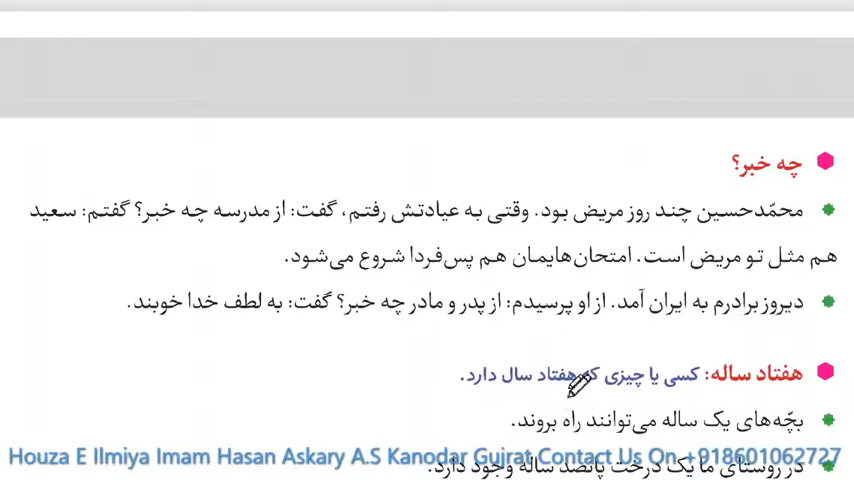 چه خبر؟
محمّدحسین چند روز مریض بود. وقتی به عیادتش رفتم، گفت: از مدرسه چه خبر؟ گفتم: سعید
هم مثل تو مریض است. امتحان‌هایمان هم پس‌فردا شروع می‌شود.
دیروز برادرم به ایران آمد. از او پرسیدم: از پدر و مادر چه خبر؟ گفت: به لطف خدا خوبند.
هفتاد ساله: کسی یا چیزی که هفتاد سال دارد.
بچّه‌های یک ساله می‌توانند راه بروند.
Houza E Ilmiya Imam Hasan Askary A.S Kanodar Gujrat Contact Us On +918601062727
در روستای ما یک درخت پانصد ساله وجود دارد.